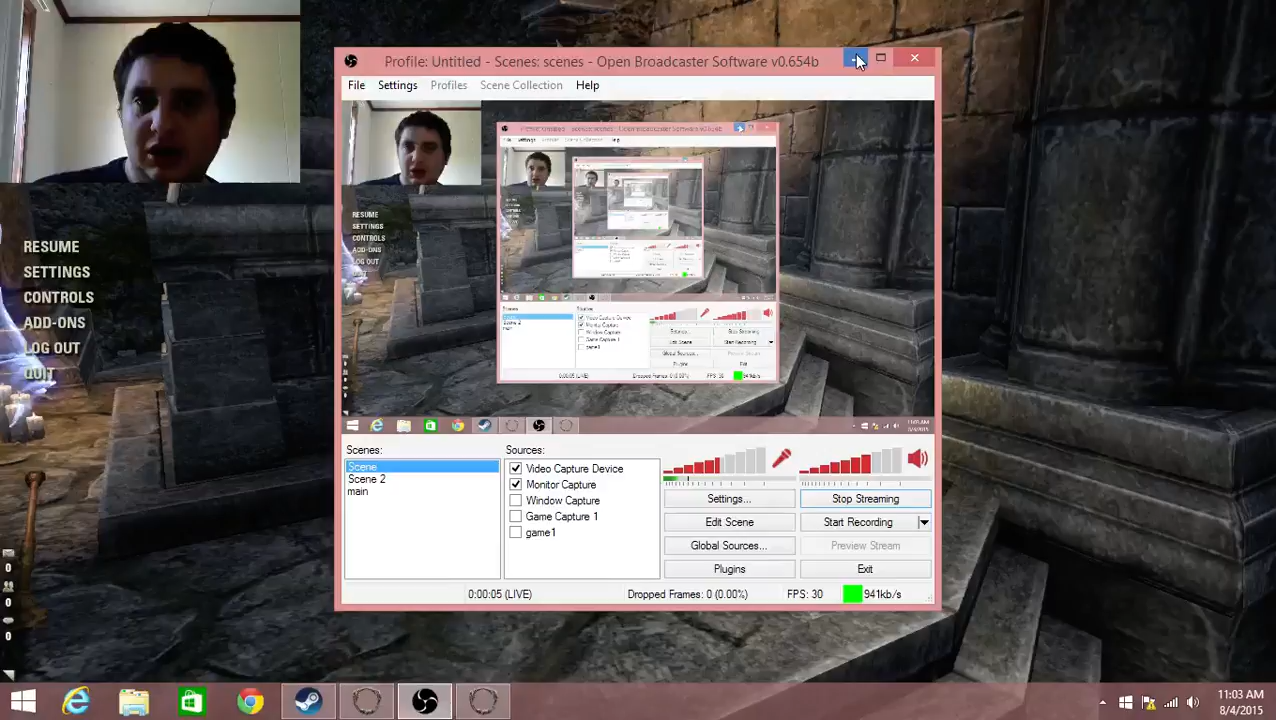 Profile: Untitled - Scenes: scenes - Open Broadcaster Software v0.654b
File Settings Profiles Scene Collection Help
RESUME
SETTINGS
CONTROLS
ADD-ONS
LOG OUT
QUIT
RESUME
SETTINGS
CONTROLS
ADD-ONS
LOG OUT
Scenes:
Scene
Scene 2
main
Sources:
Video Capture Device
Monitor Capture
Window Capture
Game Capture 1
game1
Settings...
Stop Streaming
Edit Scene
Start Recording
Global Sources...
Preview Stream
Plugins
Exit
0:00:05 (LIVE)
Dropped Frames: 0 (0.00%)
FPS: 30
941kb/s
0
0
0
11:03 AM
8/4/2015